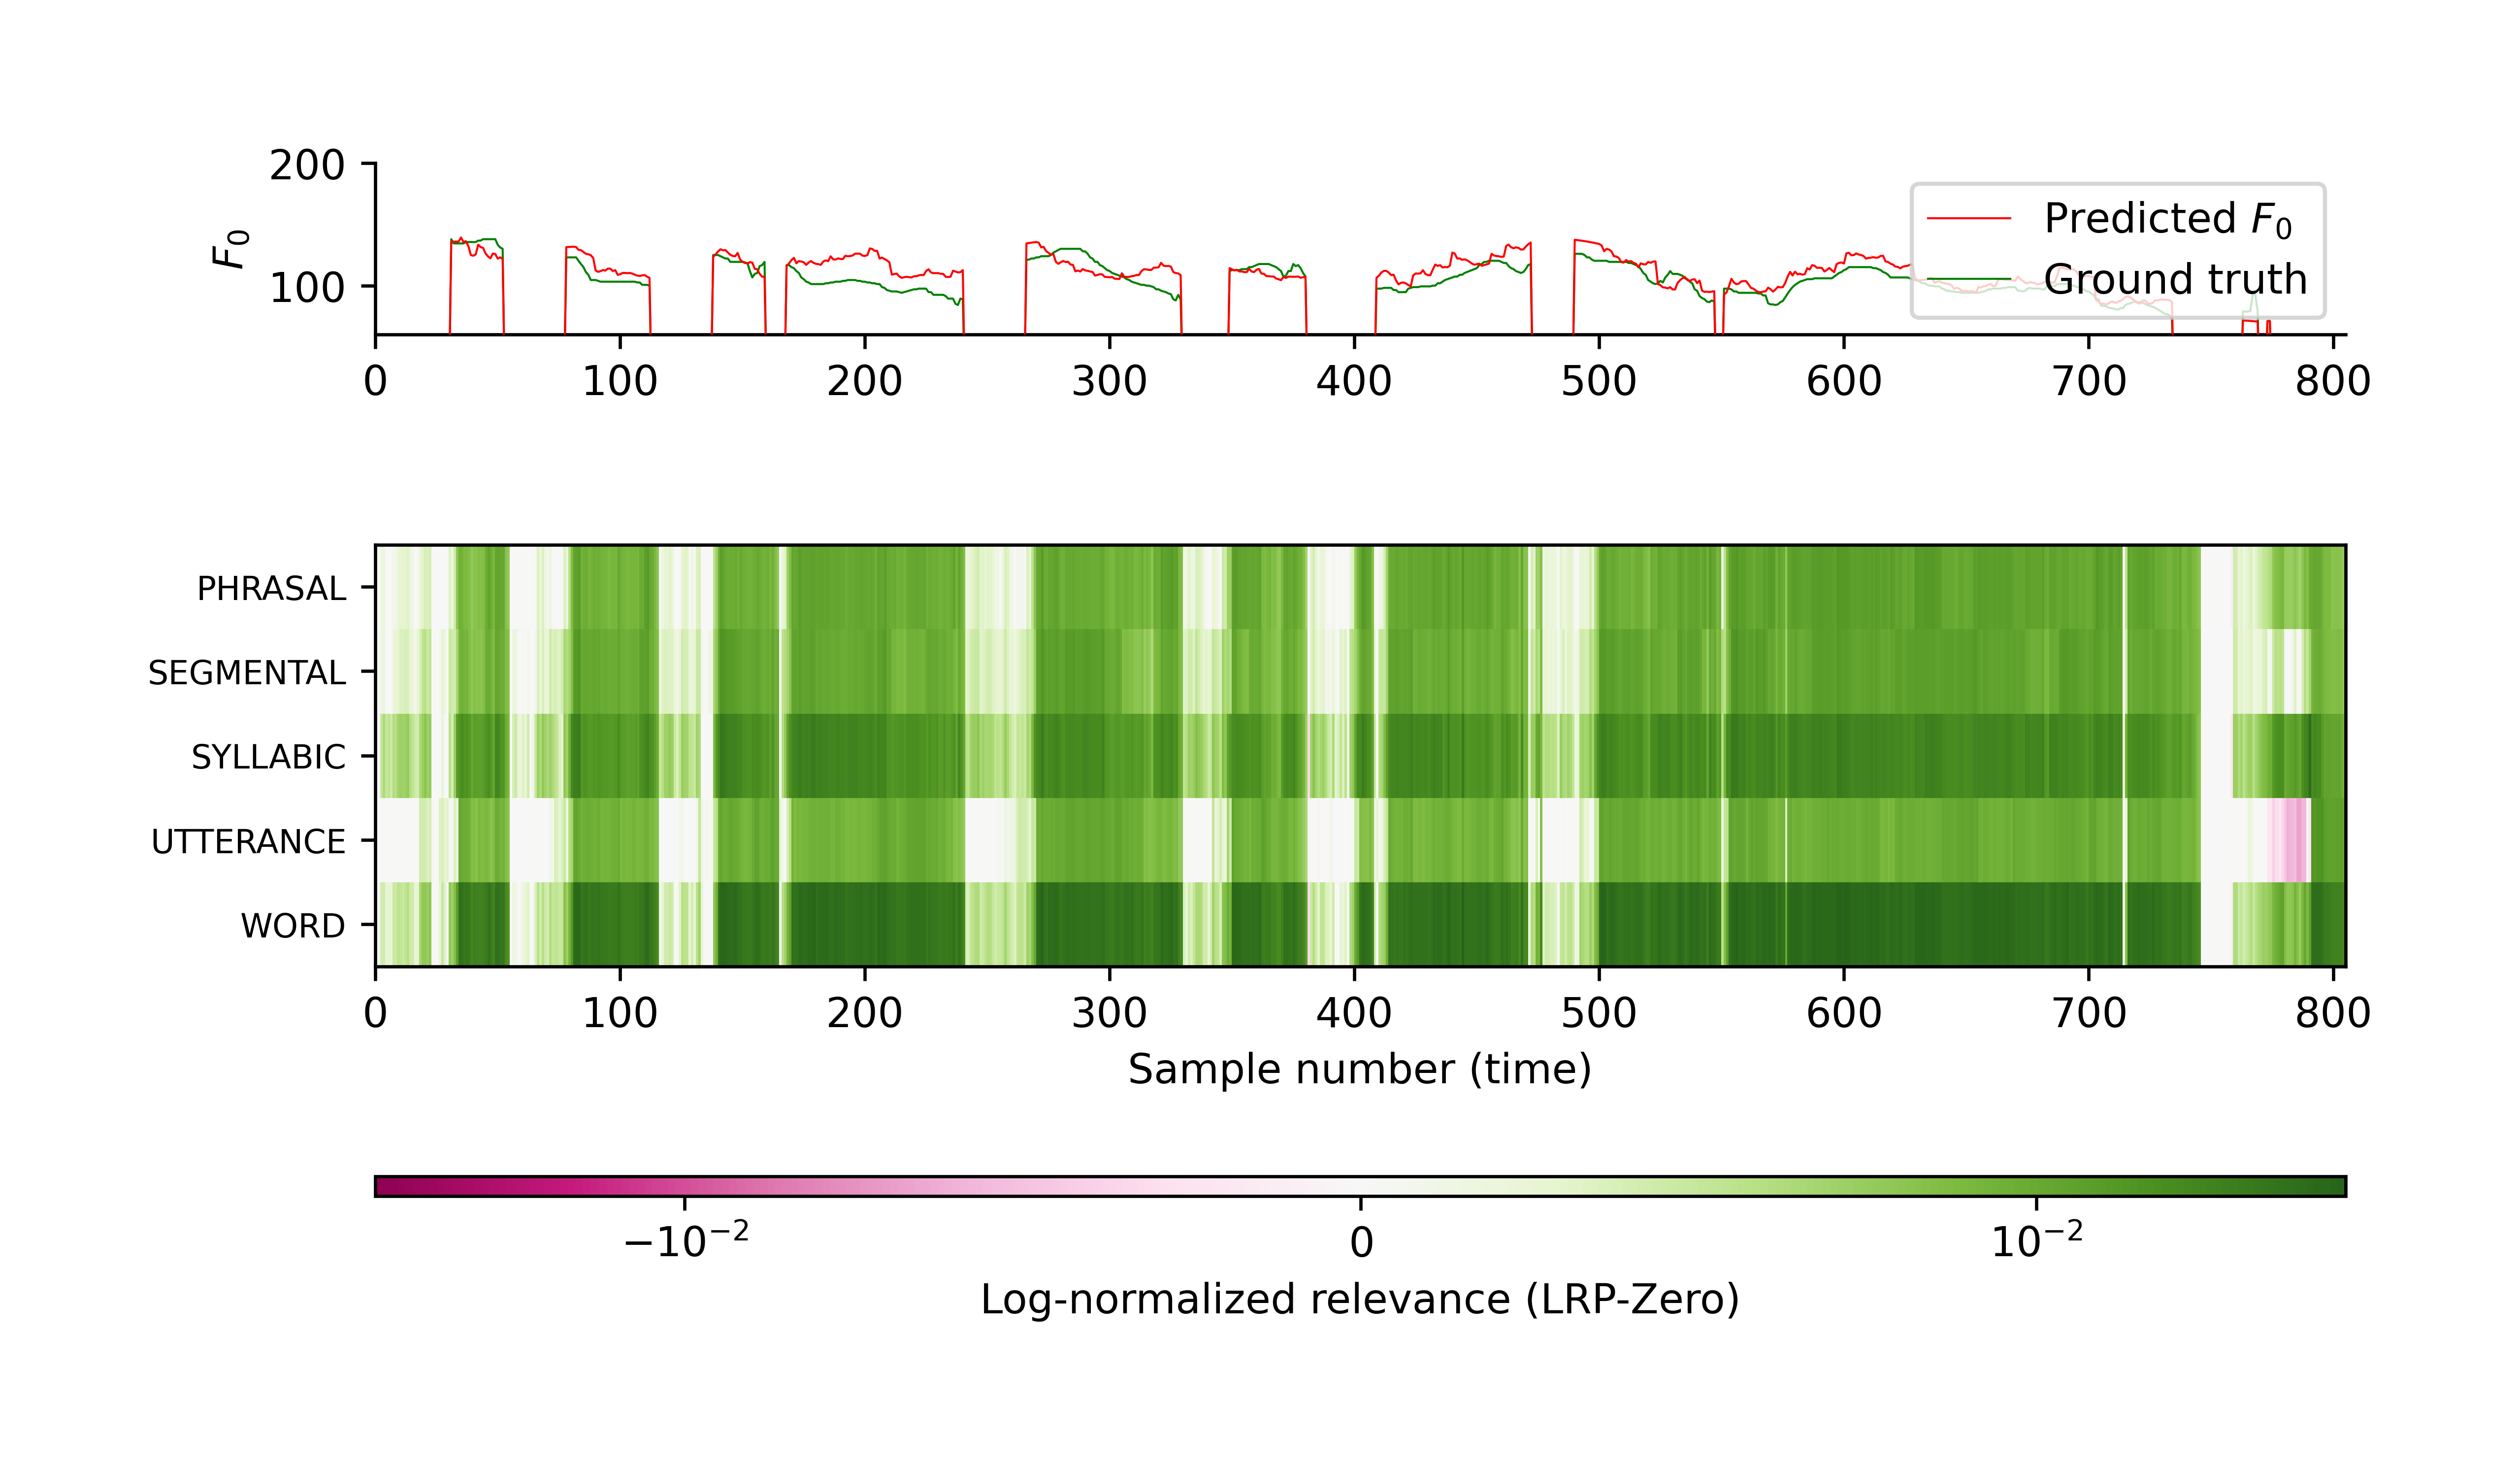 200
100
F₀
Predicted F₀
Ground truth
0 100 200 300 400 500 600 700 800
PHRASAL
SEGMENTAL
SYLLABIC
UTTERANCE
WORD
0 100 200 300 400 500 600 700 800
Sample number (time)
−10⁻² 0 10⁻²
Log-normalized relevance (LRP-Zero)